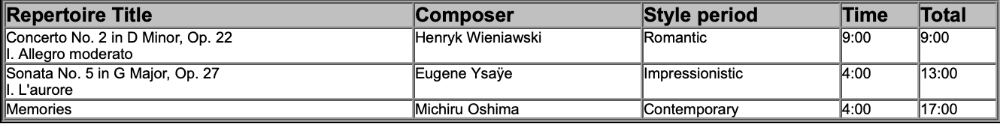 Repertoire Title Composer Style period Time Total
Concerto No. 2 in D Minor, Op. 22 Henryk Wieniawski Romantic 9:00 9:00
I. Allegro moderato
Sonata No. 5 in G Major, Op. 27 Eugene Ysaÿe Impressionistic 4:00 13:00
I. L'aurore
Memories Michiru Oshima Contemporary 4:00 17:00